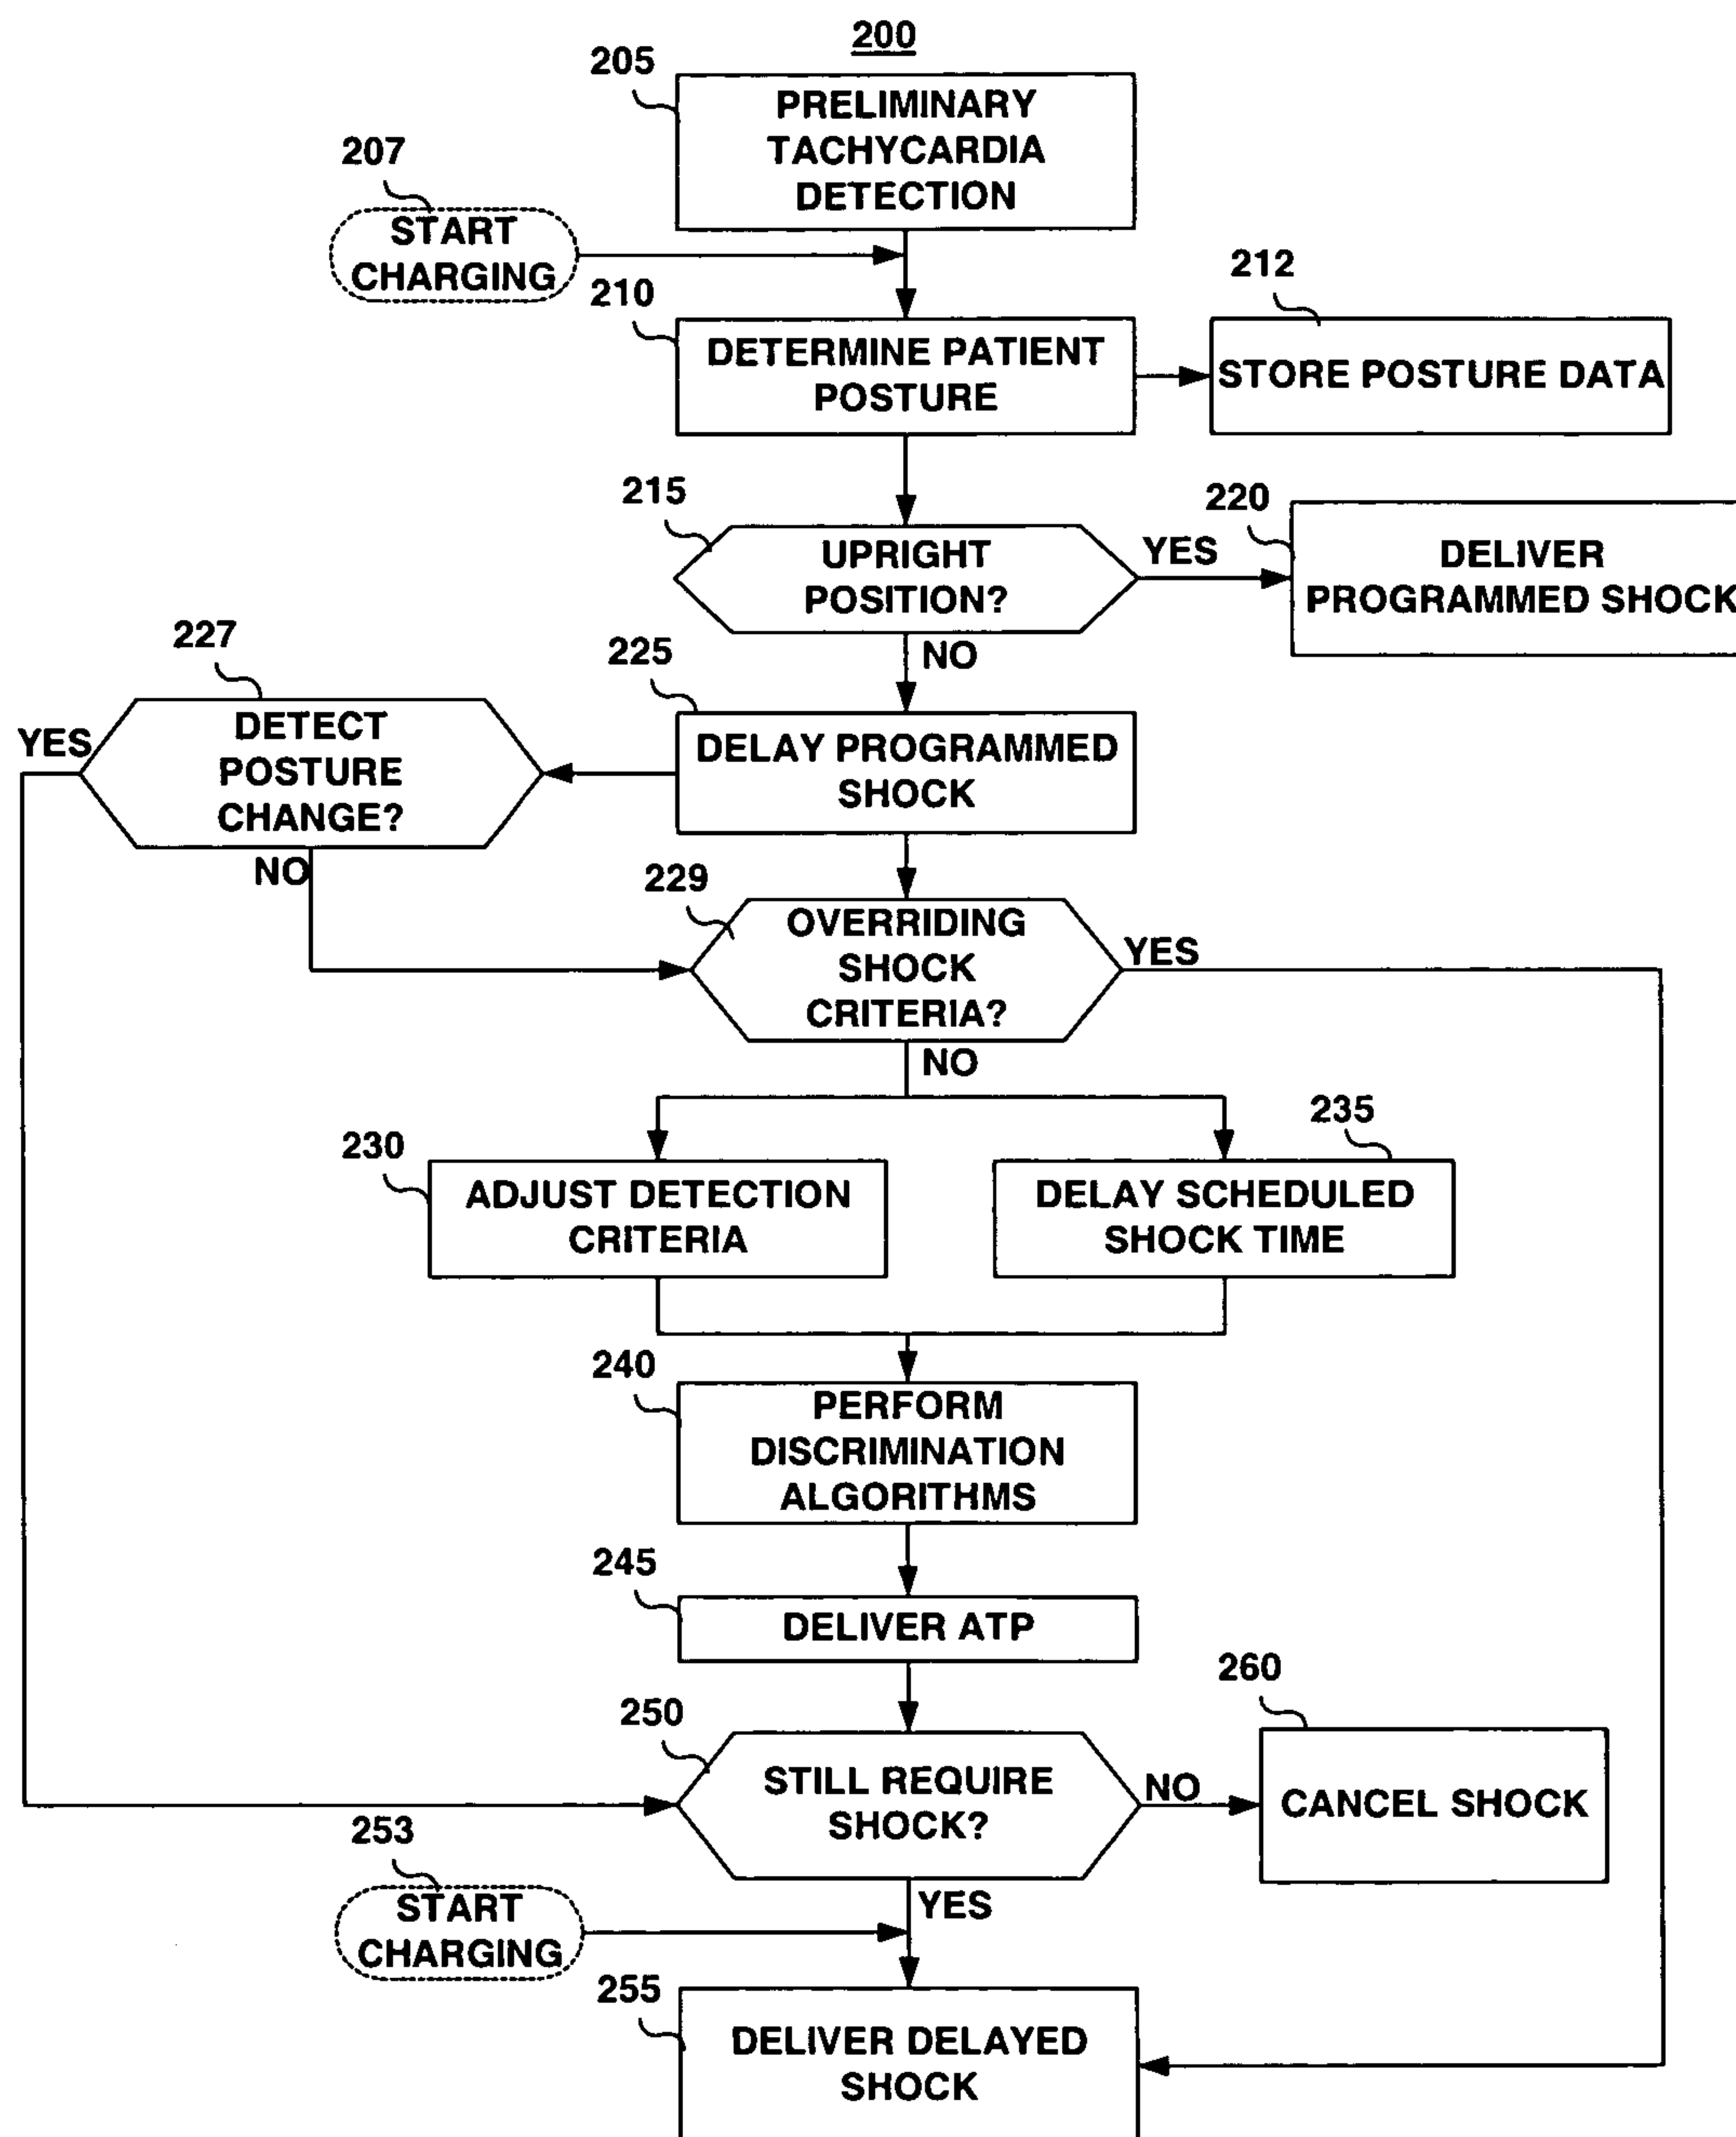 200
205
PRELIMINARY
TACHYCARDIA
DETECTION
207
START
CHARGING
210
DETERMINE PATIENT
POSTURE
212
STORE POSTURE DATA
215
UPRIGHT
POSITION?
YES
220
DELIVER
PROGRAMMED SHOCK
NO
225
DELAY PROGRAMMED
SHOCK
227
DETECT
POSTURE
CHANGE?
YES
NO
229
OVERRIDING
SHOCK
CRITERIA?
YES
NO
230
ADJUST DETECTION
CRITERIA
235
DELAY SCHEDULED
SHOCK TIME
240
PERFORM
DISCRIMINATION
ALGORITHMS
245
DELIVER ATP
250
STILL REQUIRE
SHOCK?
NO
260
CANCEL SHOCK
YES
253
START
CHARGING
255
DELIVER DELAYED
SHOCK